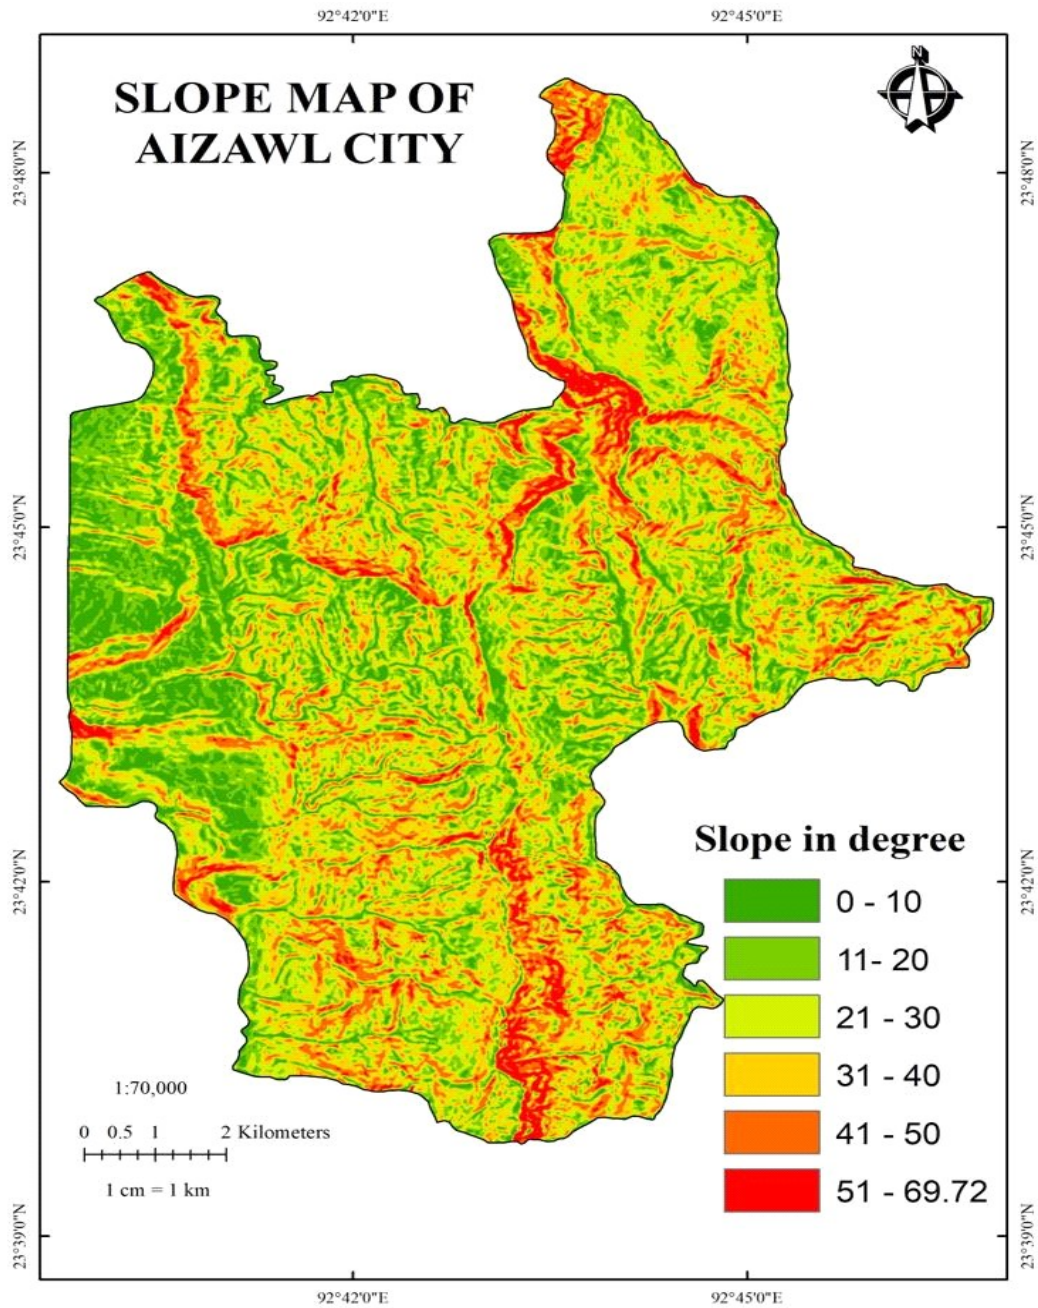 92°42'0"E 92°45'0"E
N
SLOPE MAP OF
AIZAWL CITY
23°48'0"N 23°48'0"N
23°45'0"N 23°45'0"N
23°42'0"N 23°42'0"N
23°39'0"N 23°39'0"N
Slope in degree
0 - 10
11- 20
21 - 30
31 - 40
41 - 50
51 - 69.72
1:70,000
0 0.5 1 2 Kilometers
1 cm = 1 km
92°42'0"E 92°45'0"E